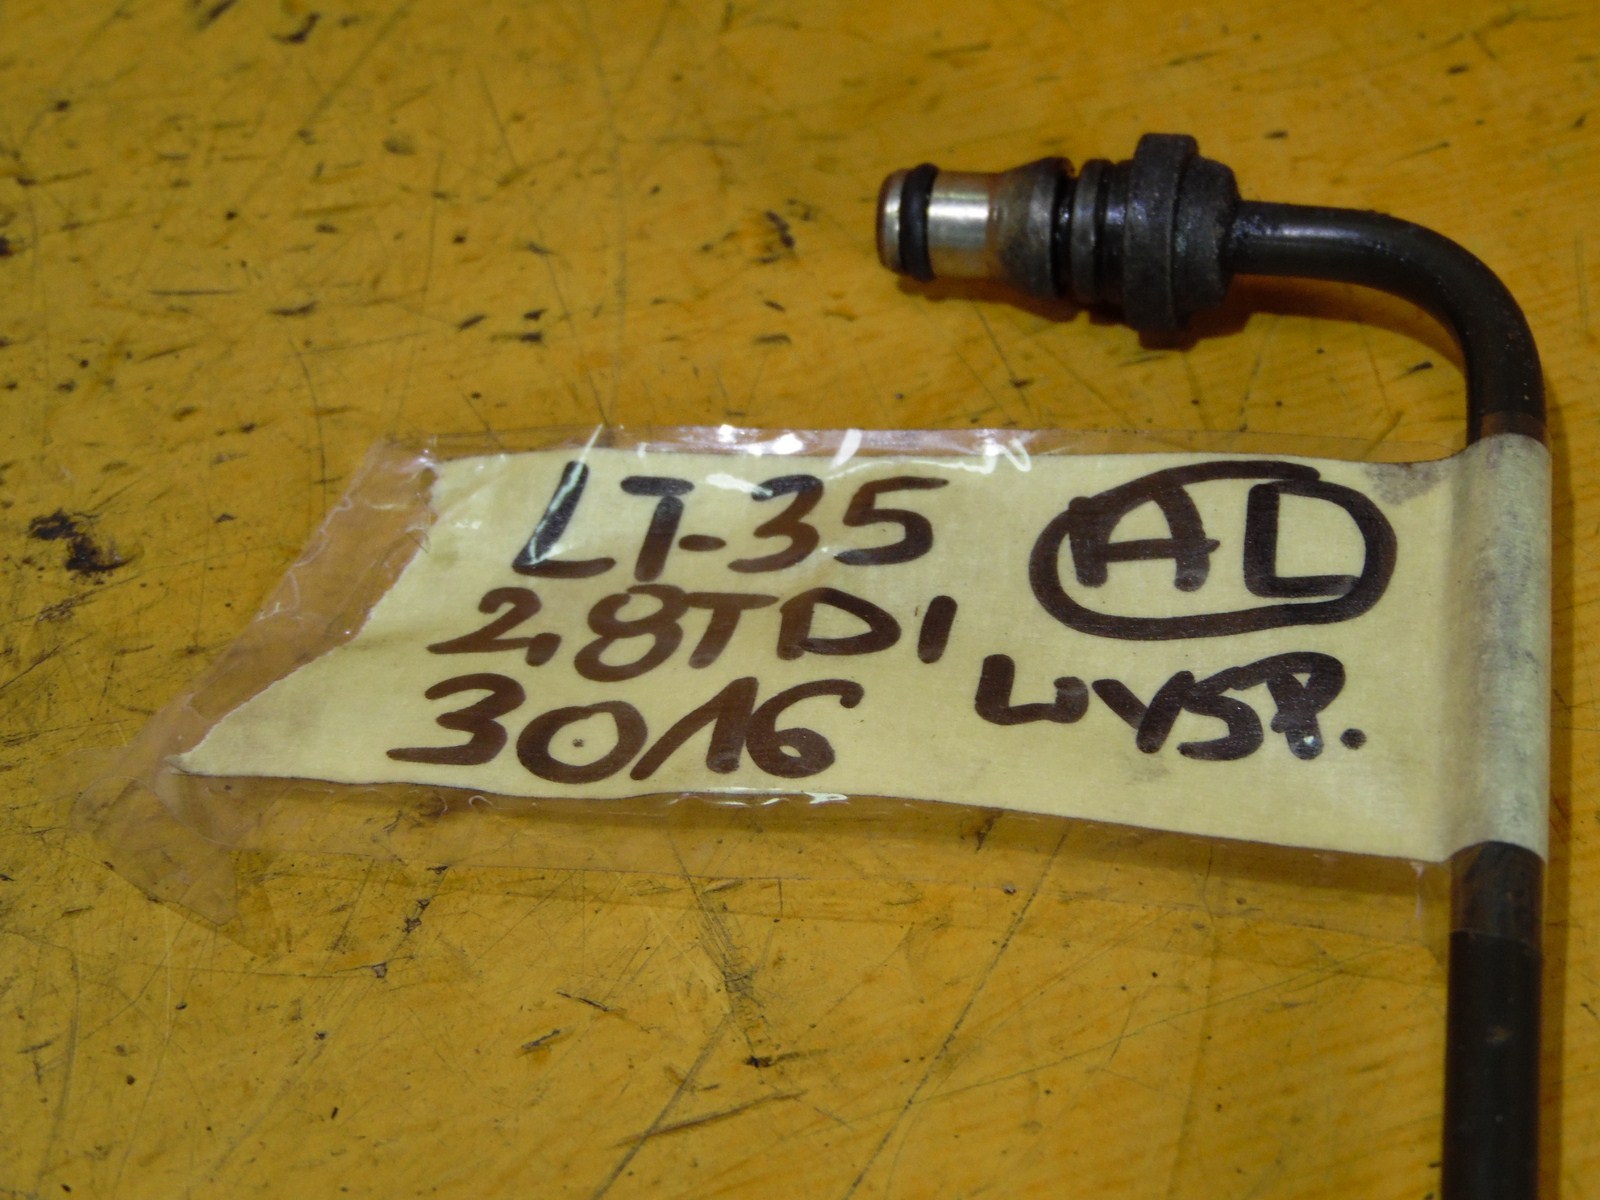 LT-35
2,8TDI
3016
AD
WYSP.